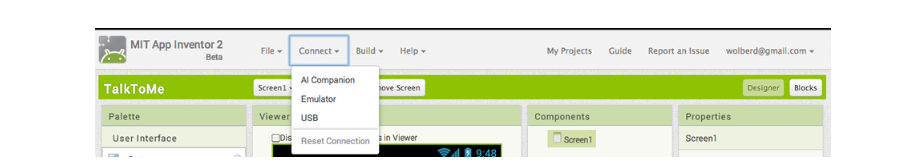 MIT App Inventor 2
Beta
File Connect Build Help My Projects Guide Report an Issue wolberd@gmail.com
AI Companion
Emulator
USB
Reset Connection
TalkToMe Screen1 ove Screen Designer Blocks
Palette Viewer Components Properties
User Interface Dis s in Viewer Screen1 Screen1
9:48